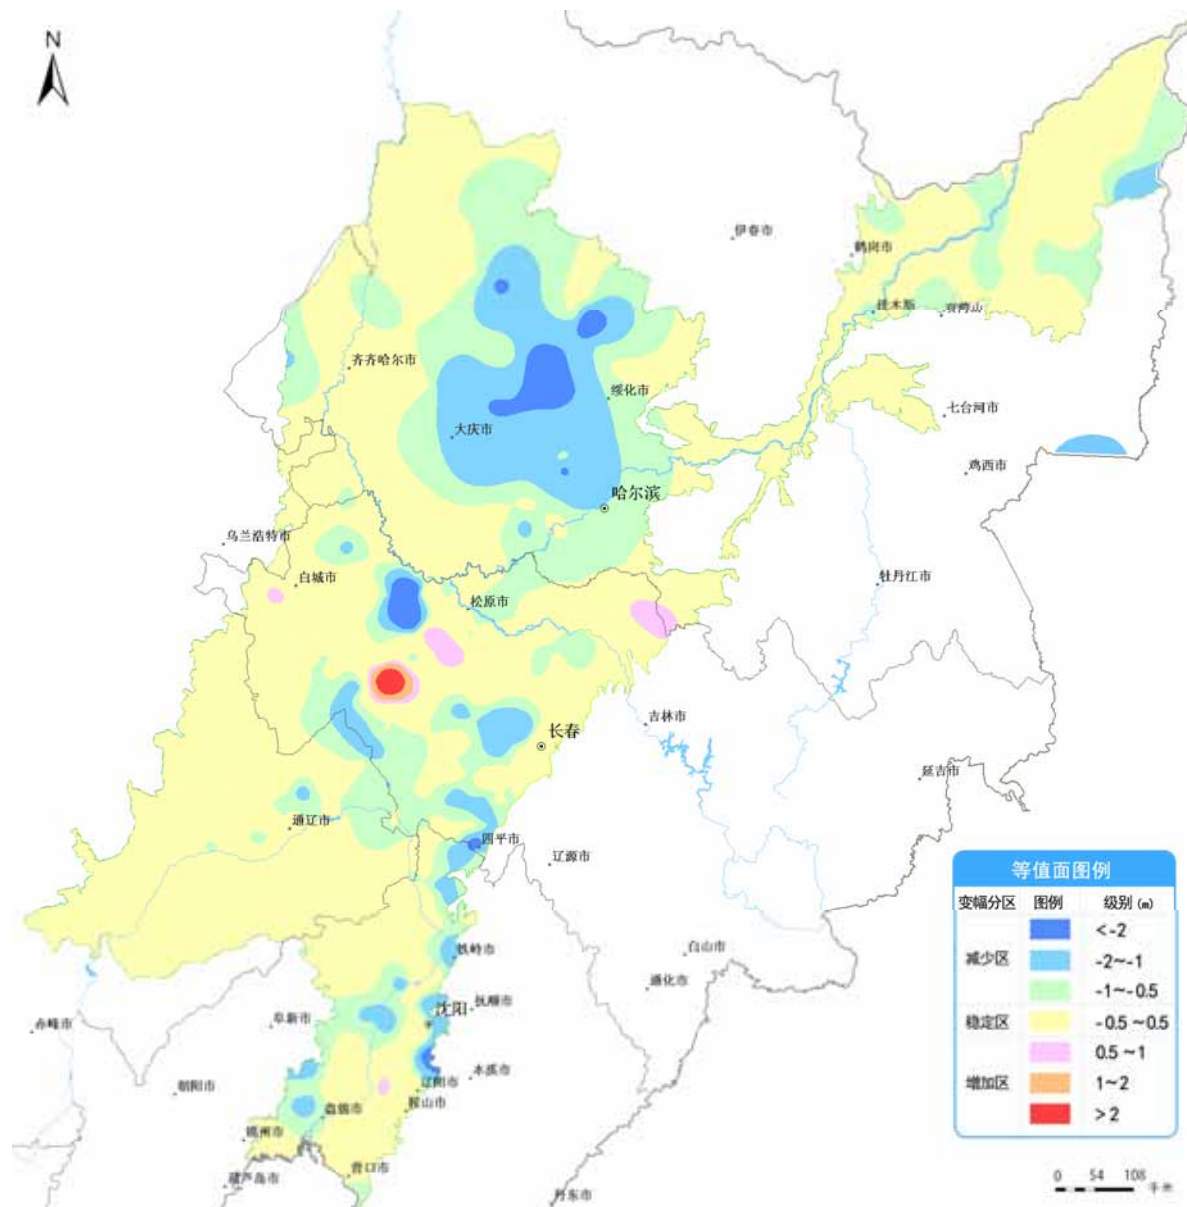 N
伊春市
鹤岗市
佳木斯
双鸭山
齐齐哈尔市
绥化市
七台河市
大庆市
鸡西市
哈尔滨
乌兰浩特市
白城市
牡丹江市
松原市
吉林市
长春
延吉市
通辽市
四平市
辽源市
等值面图例
变幅分区 图例 级别 (m)
<-2
减少区 -2~-1
-1~-0.5
稳定区 -0.5~0.5
0.5~1
增加区 1~2
>2
铁岭市
白山市
通化市
抚顺市
沈阳
阜新市
赤峰市
本溪市
辽阳市
朝阳市
鞍山市
盘锦市
锦州市
营口市
葫芦岛市
丹东市
0 54 108
千米